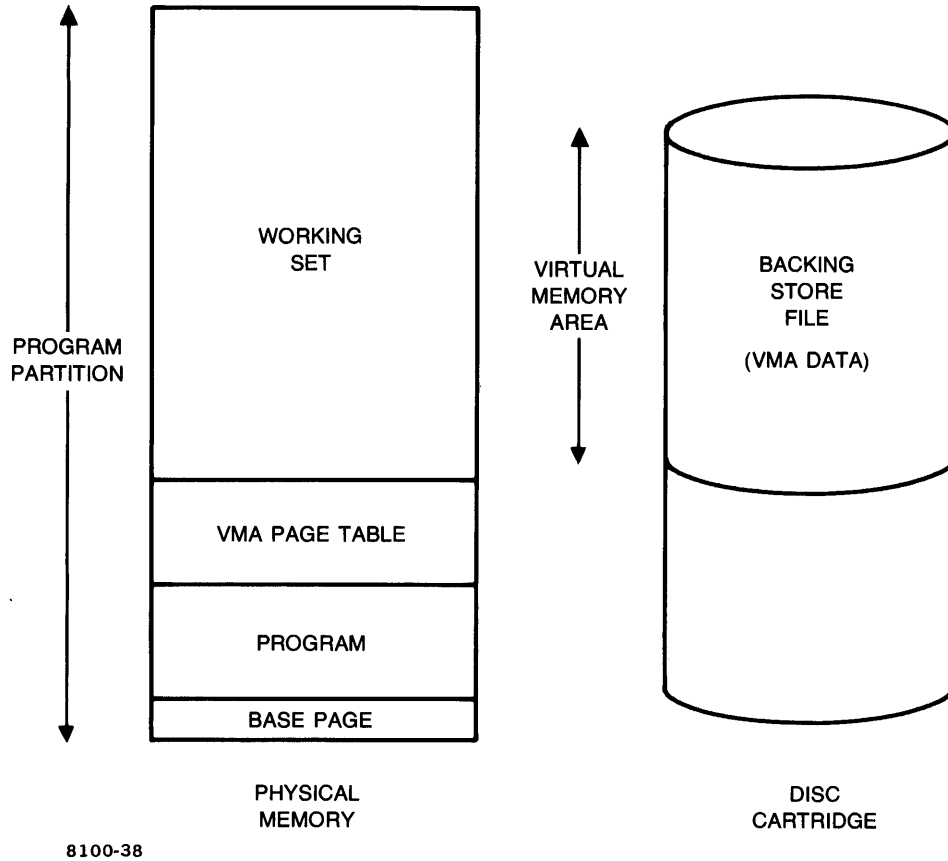 WORKING
SET
PROGRAM
PARTITION
VMA PAGE TABLE
PROGRAM
BASE PAGE
PHYSICAL
MEMORY
VIRTUAL
MEMORY
AREA
BACKING
STORE
FILE
(VMA DATA)
DISC
CARTRIDGE
8100-38